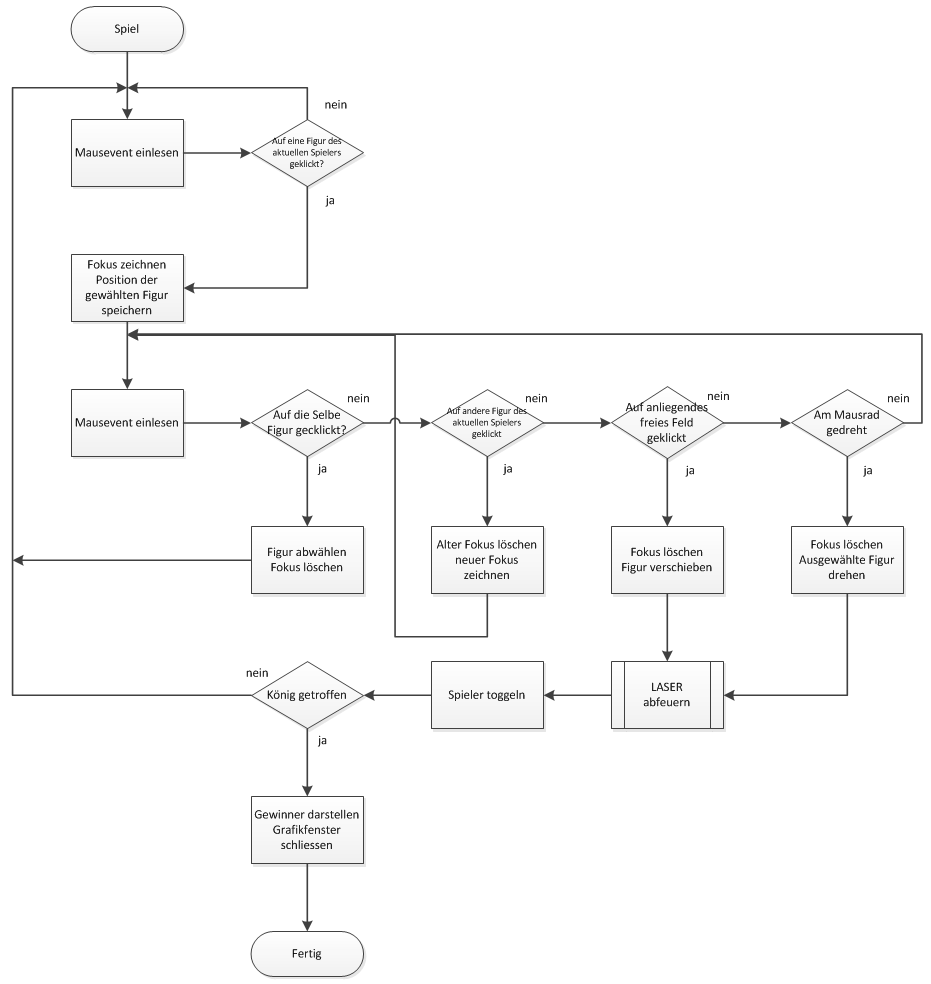 Spiel
nein
Mausevent einlesen
Auf eine Figur des
aktuellen Spielers
geklickt?
ja
Fokus zeichnen
Position der
gewählten Figur
speichern
Mausevent einlesen
Auf die Selbe
Figur gecklickt?
nein
ja
Auf andere Figur des
aktuellen Spielers
geklickt
nein
ja
Auf anliegendes
freies Feld
geklickt
nein
ja
Am Mausrad
gedreht
nein
ja
Figur abwählen
Fokus löschen
Alter Fokus löschen
neuer Fokus
zeichnen
Fokus löschen
Figur verschieben
Fokus löschen
Ausgewählte Figur
drehen
nein
König getroffen
ja
Spieler toggeln
LASER
abfeuern
Gewinner darstellen
Grafikfenster
schliessen
Fertig